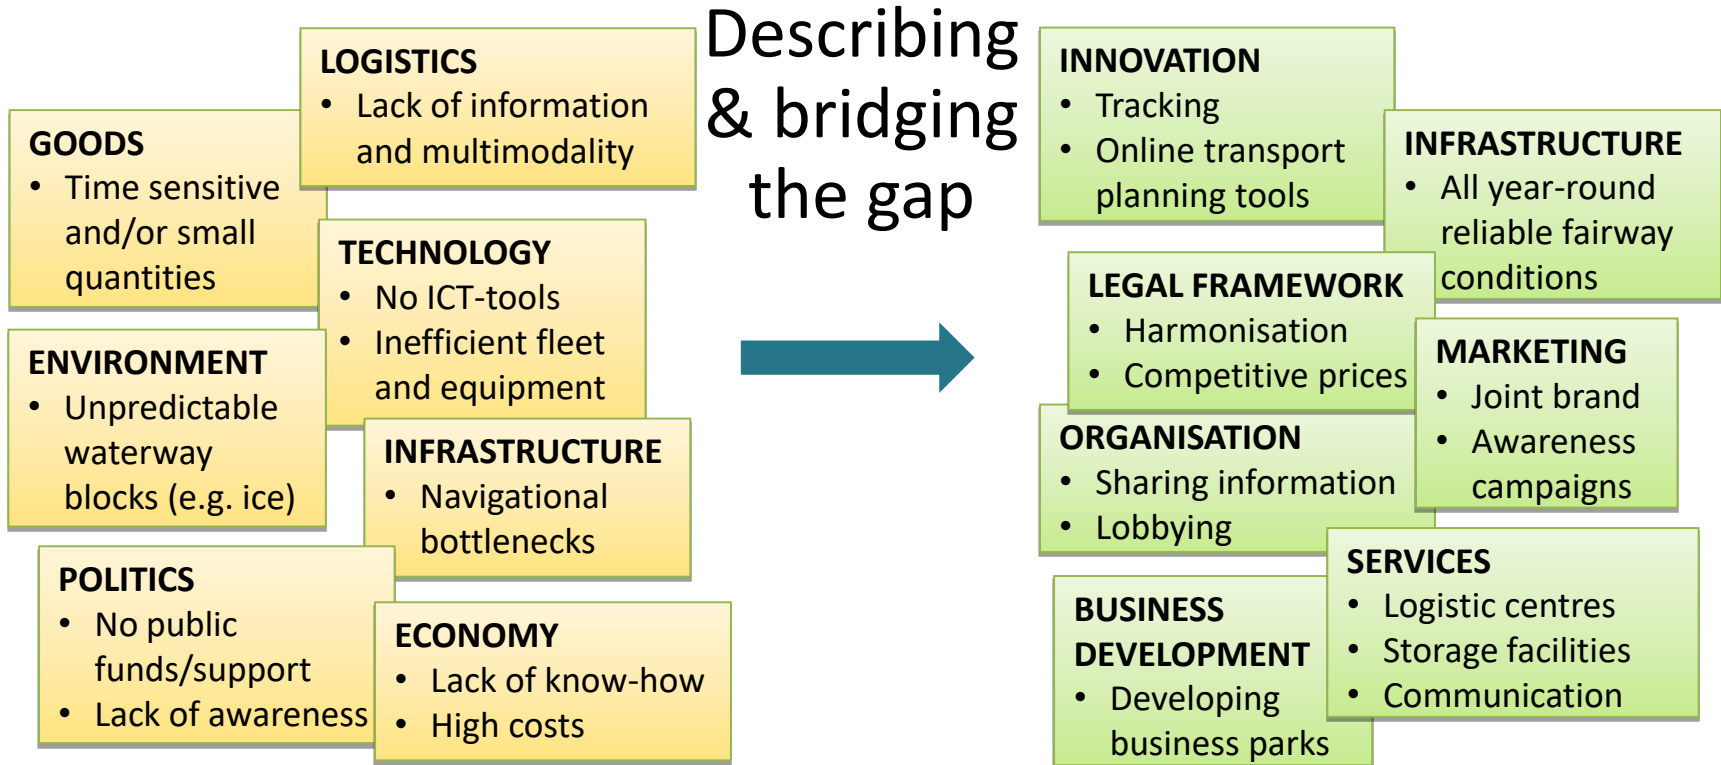 Describing
& bridging
the gap
LOGISTICS
• Lack of information
and multimodality
GOODS
• Time sensitive
and/or small
quantities
TECHNOLOGY
• No ICT-tools
• Inefficient fleet
and equipment
ENVIRONMENT
• Unpredictable
waterway
blocks (e.g. ice)
INFRASTRUCTURE
• Navigational
bottlenecks
POLITICS
• No public
funds/support
• Lack of awareness
ECONOMY
• Lack of know-how
• High costs
INNOVATION
• Tracking
• Online transport
planning tools
INFRASTRUCTURE
• All year-round
reliable fairway
conditions
LEGAL FRAMEWORK
• Harmonisation
• Competitive prices
MARKETING
• Joint brand
• Awareness
campaigns
ORGANISATION
• Sharing information
• Lobbying
SERVICES
• Logistic centres
• Storage facilities
• Communication
BUSINESS
DEVELOPMENT
• Developing
business parks